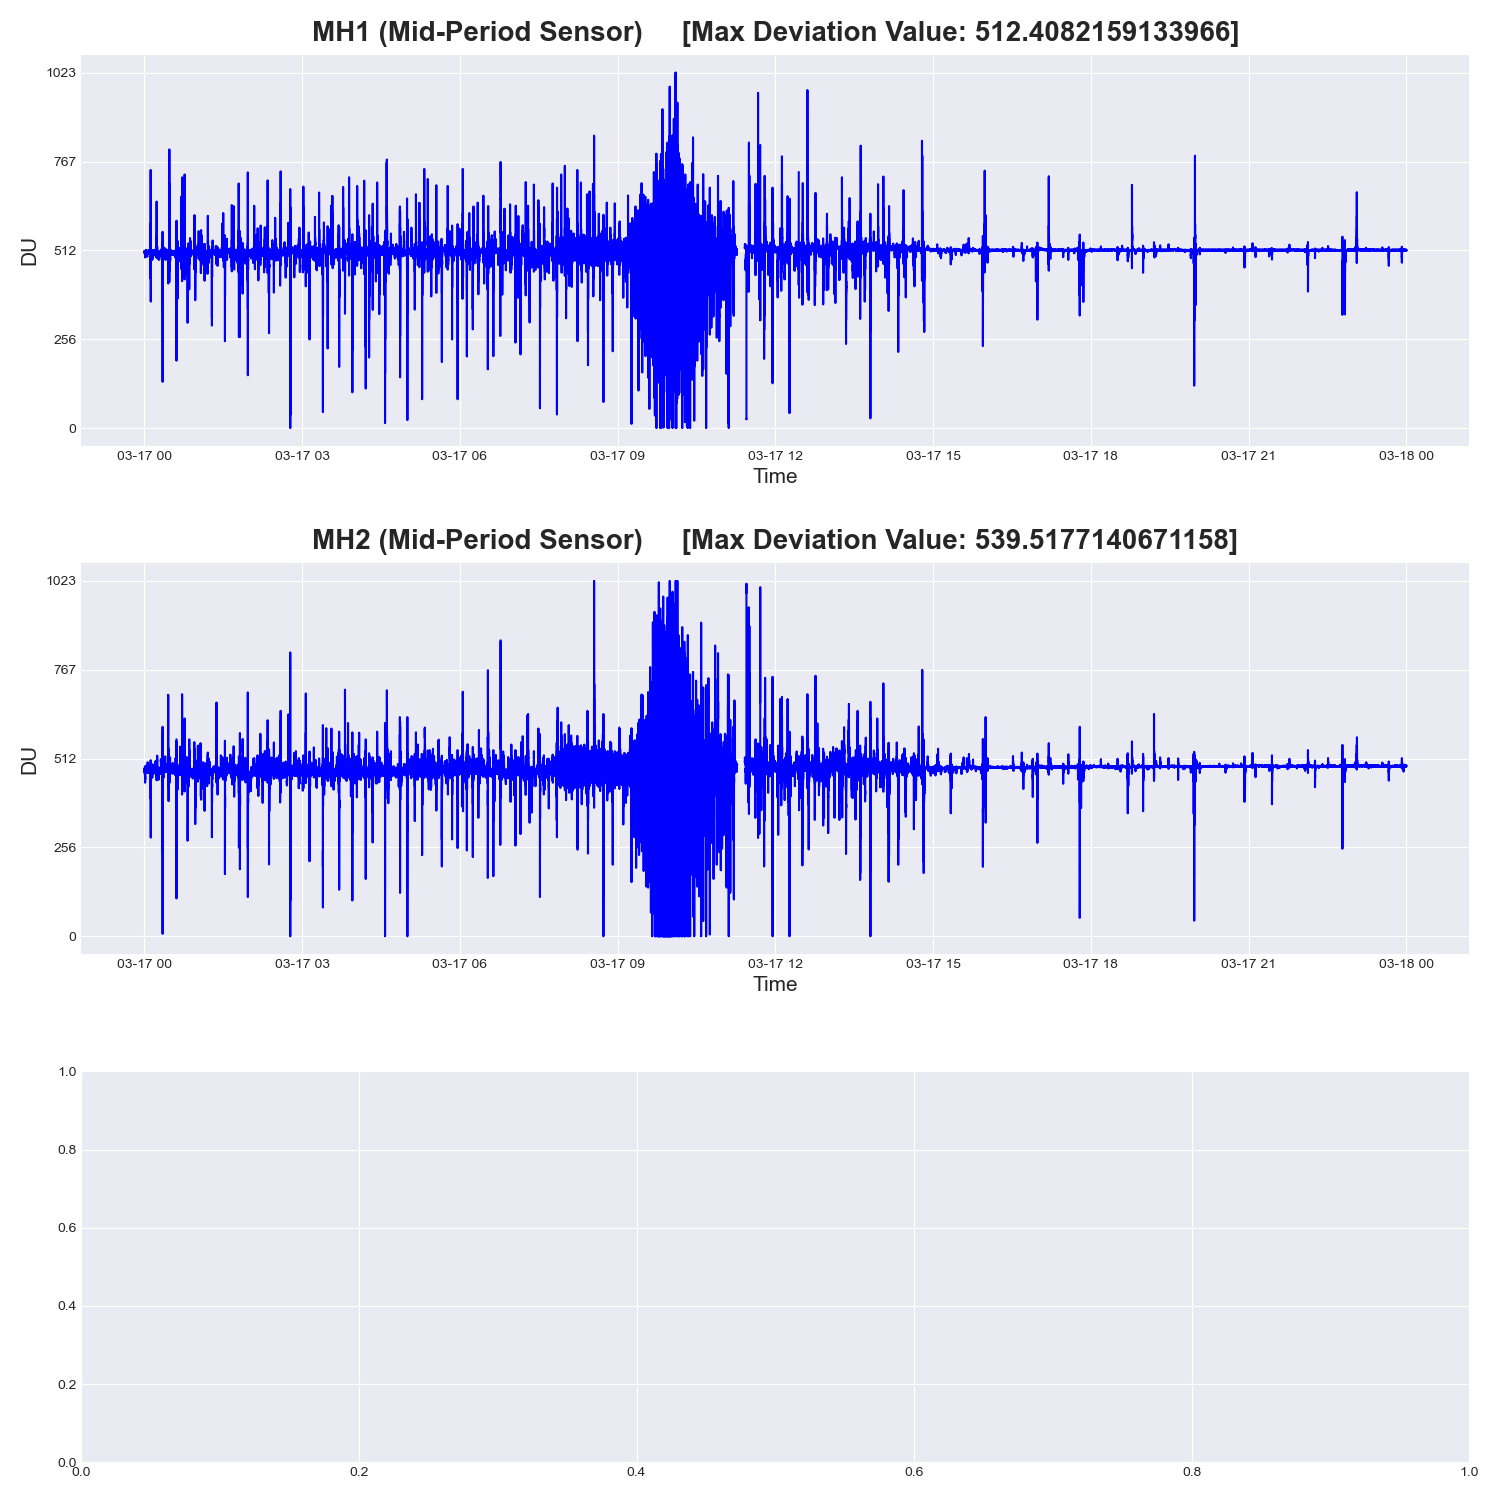 MH1 (Mid-Period Sensor) [Max Deviation Value: 512.4082159133966]
1023
767
512
256
0
DU
03-17 00 03-17 03 03-17 06 03-17 09 03-17 12 03-17 15 03-17 18 03-17 21 03-18 00
Time
MH2 (Mid-Period Sensor) [Max Deviation Value: 539.5177140671158]
1023
767
512
256
0
DU
03-17 00 03-17 03 03-17 06 03-17 09 03-17 12 03-17 15 03-17 18 03-17 21 03-18 00
Time
1.0
0.8
0.6
0.4
0.2
0.0
0.0 0.2 0.4 0.6 0.8 1.0